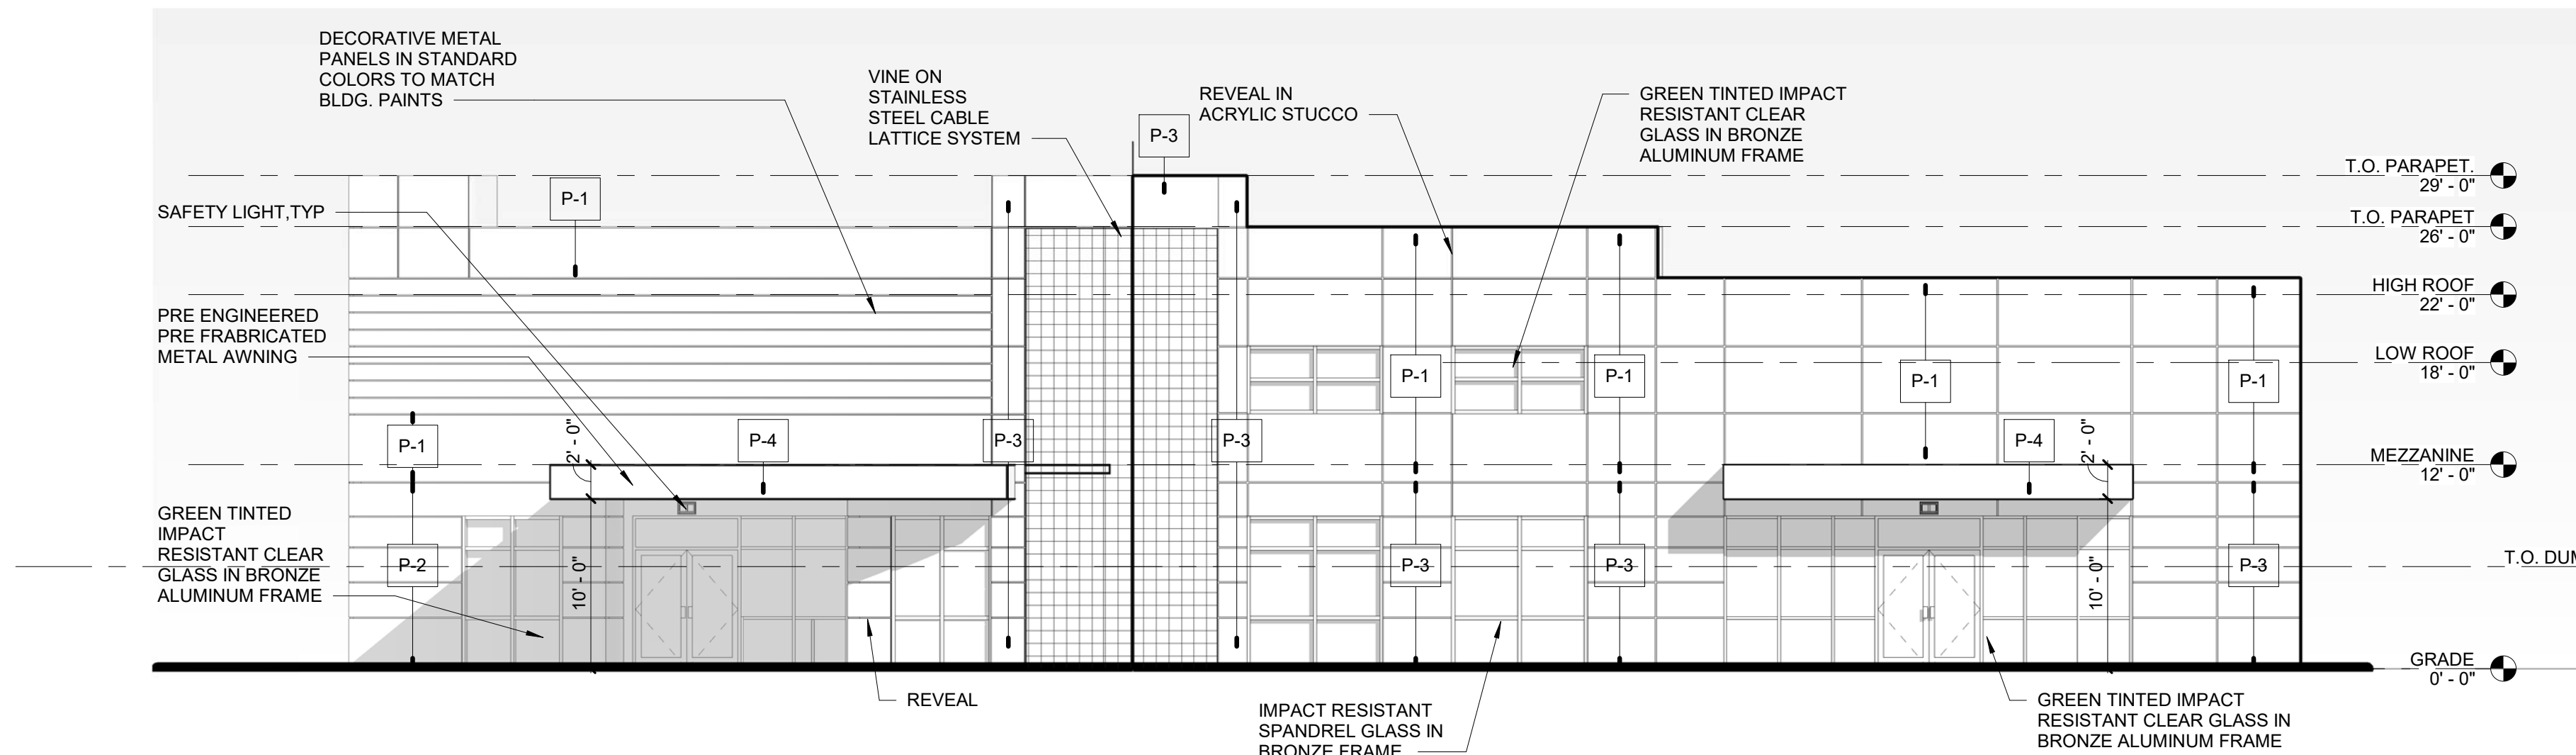 DECORATIVE METAL
PANELS IN STANDARD
COLORS TO MATCH
BLDG. PAINTS
VINE ON
STAINLESS
STEEL CABLE
LATTICE SYSTEM
P-3
REVEAL IN
ACRYLIC STUCCO
GREEN TINTED IMPACT
RESISTANT CLEAR
GLASS IN BRONZE
ALUMINUM FRAME
T.O. PARAPET.
29' - 0"
P-1
SAFETY LIGHT,TYP
T.O. PARAPET
26' - 0"
HIGH ROOF
22' - 0"
PRE ENGINEERED
PRE FRABRICATED
METAL AWNING
LOW ROOF
18' - 0"
P-1
P-1
P-1
P-1
P-1
2' - 0"
P-4
P-3
P-3
P-4
2' - 0"
MEZZANINE
12' - 0"
GREEN TINTED
IMPACT
RESISTANT CLEAR
GLASS IN BRONZE
ALUMINUM FRAME
P-2
10' - 0"
P-3
P-3
10' - 0"
P-3
T.O. DUM
GRADE
0' - 0"
REVEAL
IMPACT RESISTANT
SPANDREL GLASS IN
BRONZE FRAME
GREEN TINTED IMPACT
RESISTANT CLEAR GLASS IN
BRONZE ALUMINUM FRAME